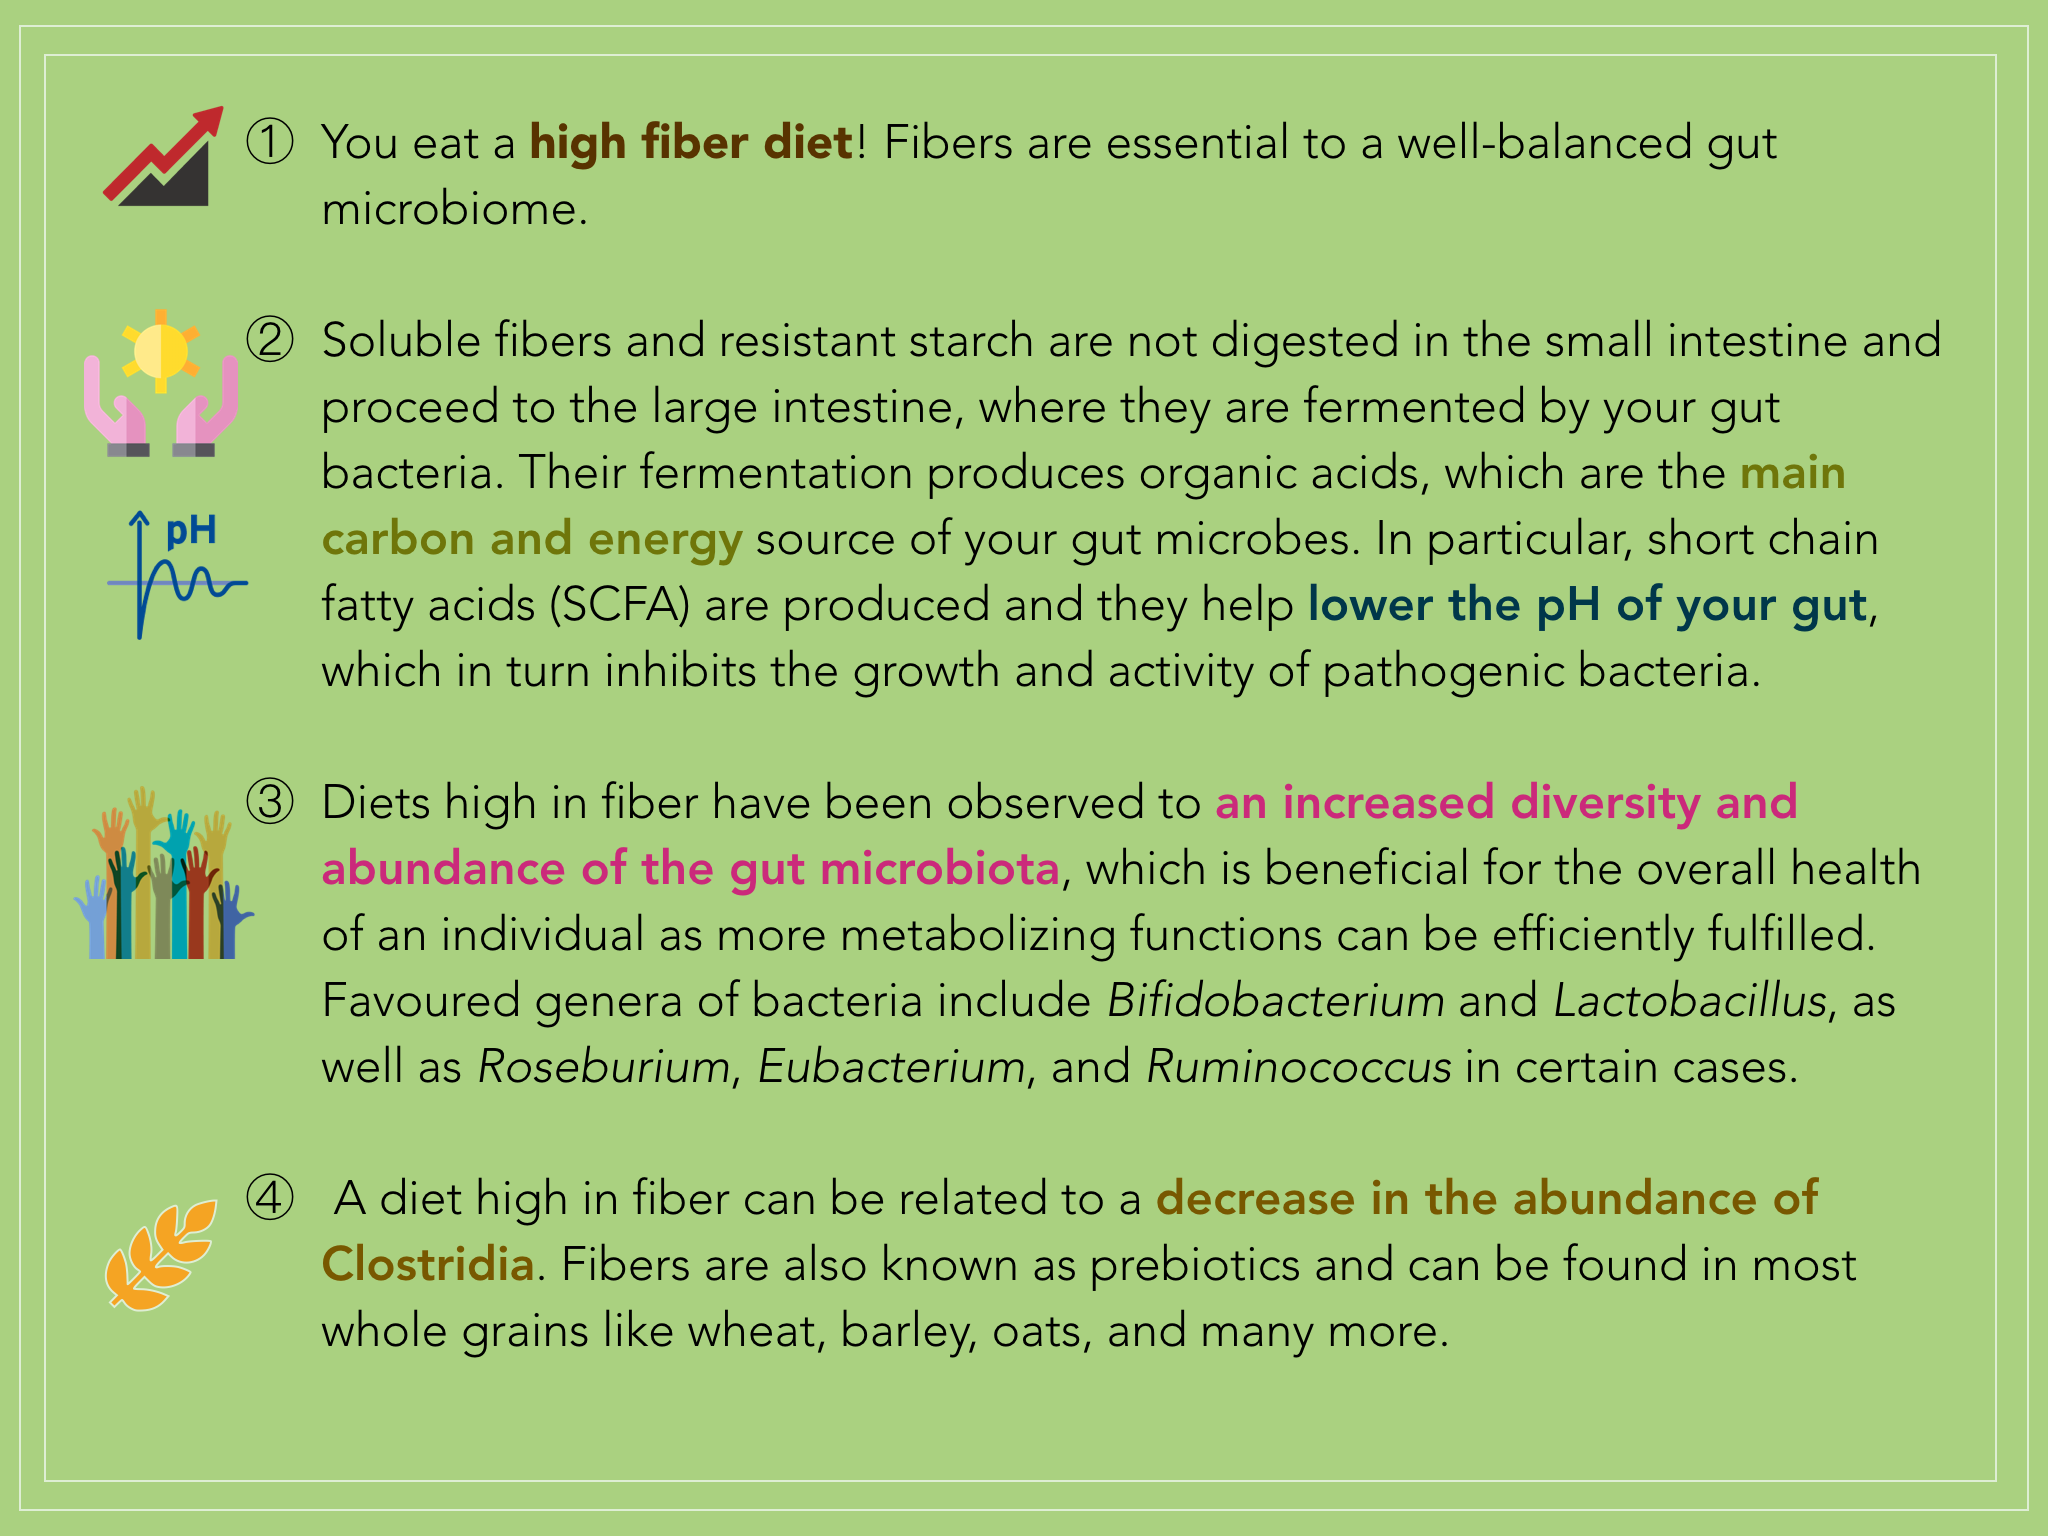 ① You eat a high fiber diet! Fibers are essential to a well-balanced gut
microbiome.
② Soluble fibers and resistant starch are not digested in the small intestine and
proceed to the large intestine, where they are fermented by your gut
bacteria. Their fermentation produces organic acids, which are the main
carbon and energy source of your gut microbes. In particular, short chain
pH
fatty acids (SCFA) are produced and they help lower the pH of your gut,
which in turn inhibits the growth and activity of pathogenic bacteria.
③ Diets high in fiber have been observed to an increased diversity and
abundance of the gut microbiota, which is beneficial for the overall health
of an individual as more metabolizing functions can be efficiently fulfilled.
Favoured genera of bacteria include Bifidobacterium and Lactobacillus, as
well as Roseburium, Eubacterium, and Ruminococcus in certain cases.
④ A diet high in fiber can be related to a decrease in the abundance of
Clostridia. Fibers are also known as prebiotics and can be found in most
whole grains like wheat, barley, oats, and many more.